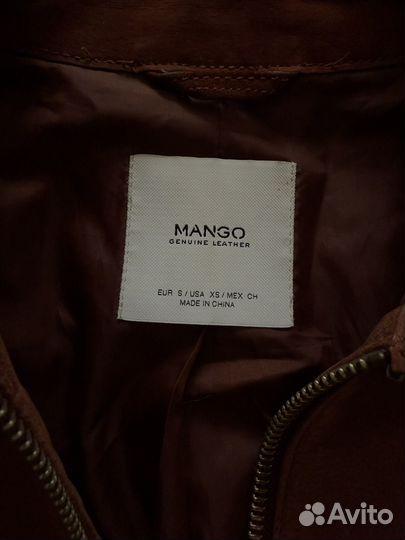 MANGO
GENUINE LEATHER
EUR S / USA XS / MEX CH
MADE IN CHINA
Avito